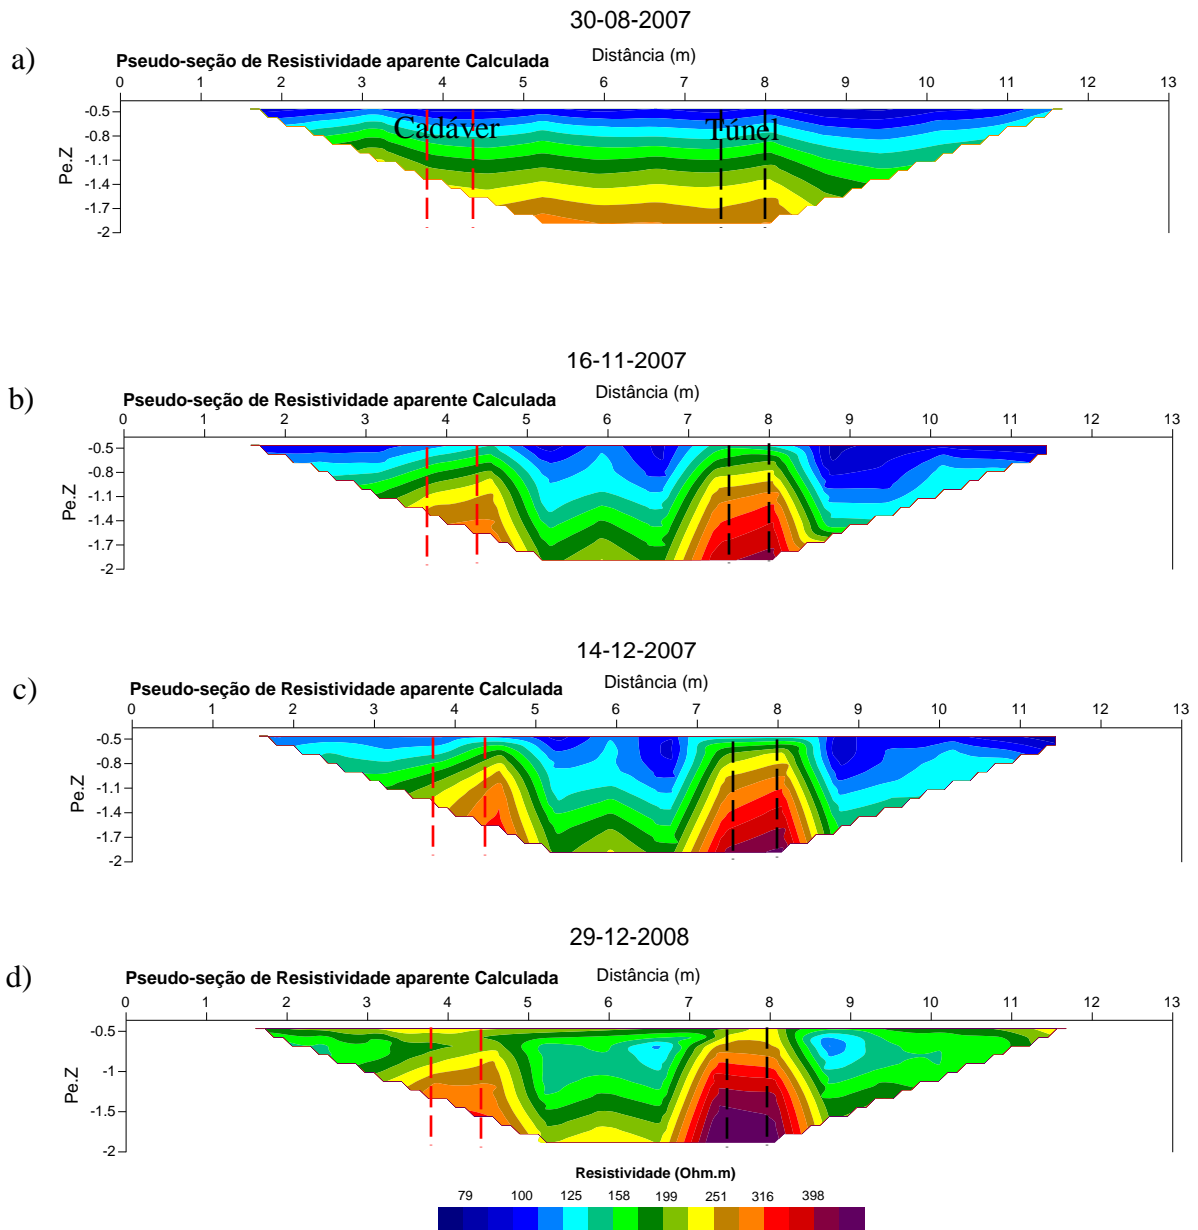 30-08-2007
a)
Pseudo-seção de Resistividade aparente Calculada
Distância (m)
0 1 2 3 4 5 6 7 8 9 10 11 12 13
Pe.Z
-0.5
-0.8
-1.1
-1.4
-1.7
-2
Cadáver
Túnel
16-11-2007
b)
Pseudo-seção de Resistividade aparente Calculada
Distância (m)
0 1 2 3 4 5 6 7 8 9 10 11 12 13
Pe.Z
-0.5
-0.8
-1.1
-1.4
-1.7
-2
14-12-2007
c)
Pseudo-seção de Resistividade aparente Calculada
Distância (m)
0 1 2 3 4 5 6 7 8 9 10 11 12 13
Pe.Z
-0.5
-0.8
-1.1
-1.4
-1.7
-2
29-12-2008
d)
Pseudo-seção de Resistividade aparente Calculada
Distância (m)
0 1 2 3 4 5 6 7 8 9 10 11 12 13
Pe.Z
-0.5
-1
-1.5
-2
Resistividade (Ohm.m)
79 100 125 158 199 251 316 398